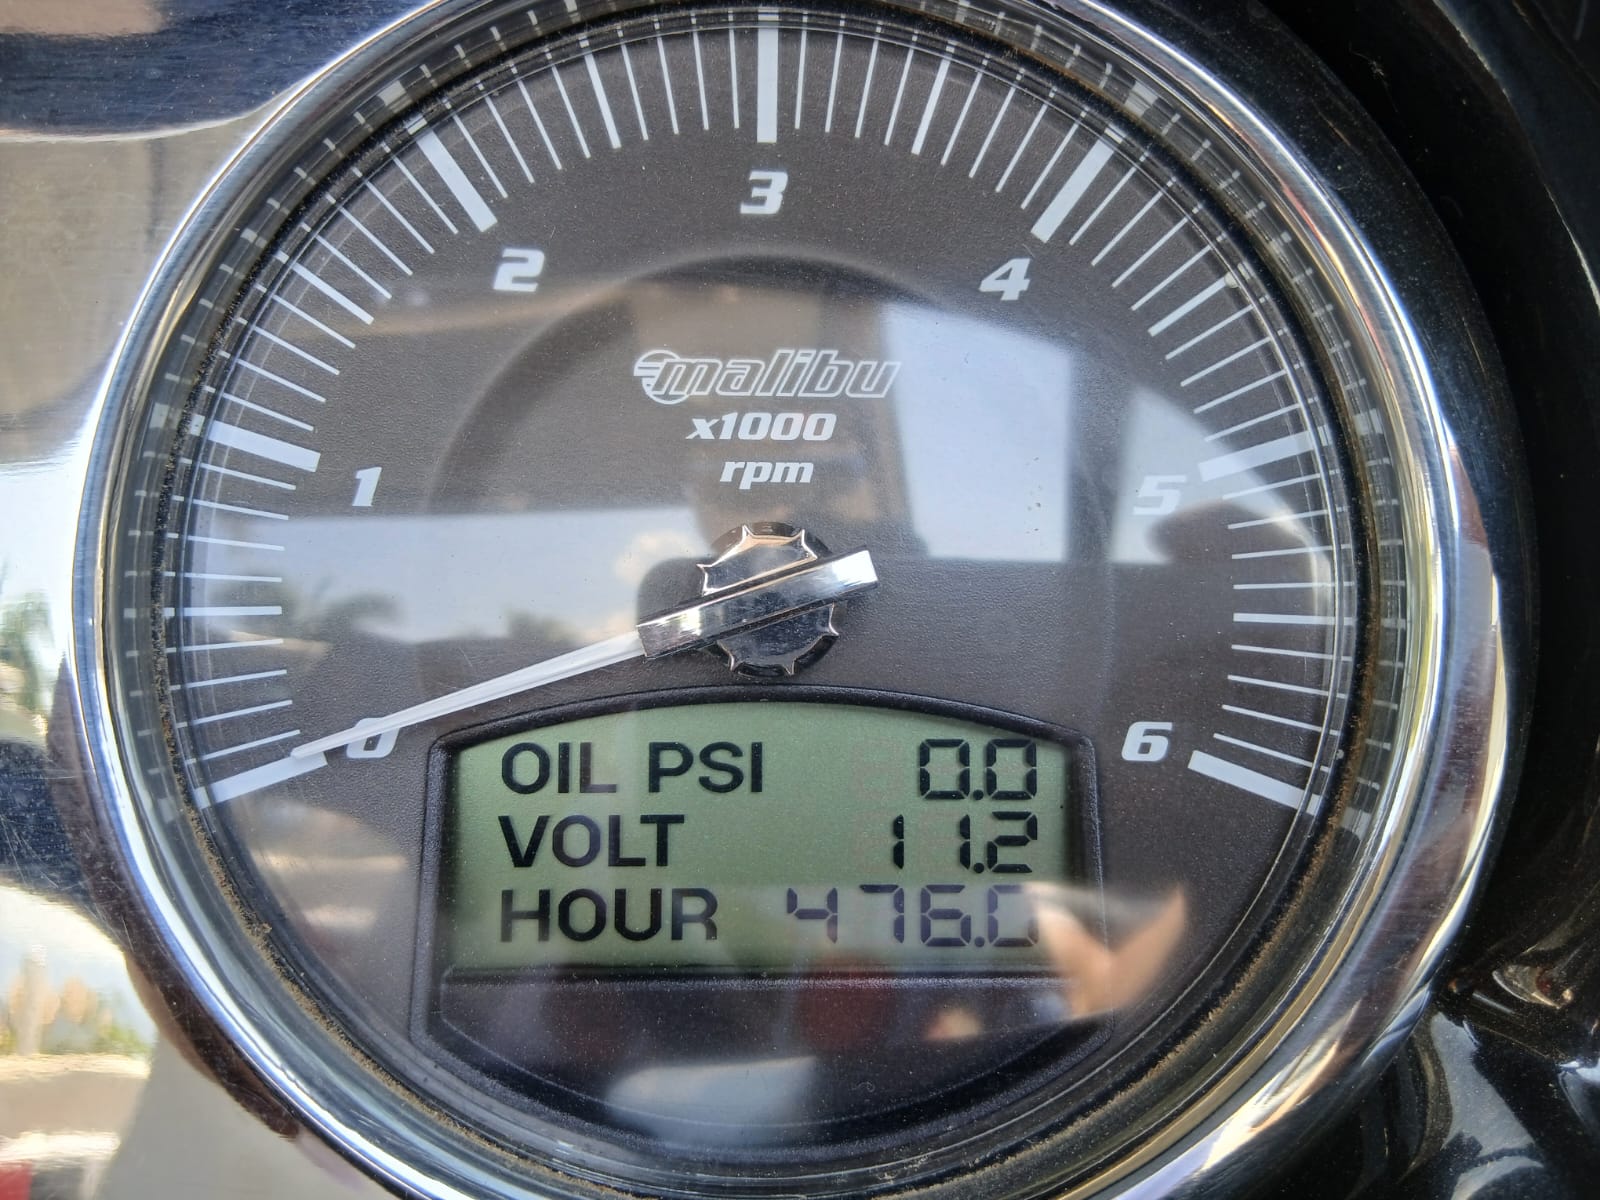 3
2 4
malibu
x1000
rpm
1 5
0 6
OIL PSI 0.0
VOLT 11.2
HOUR 476.0